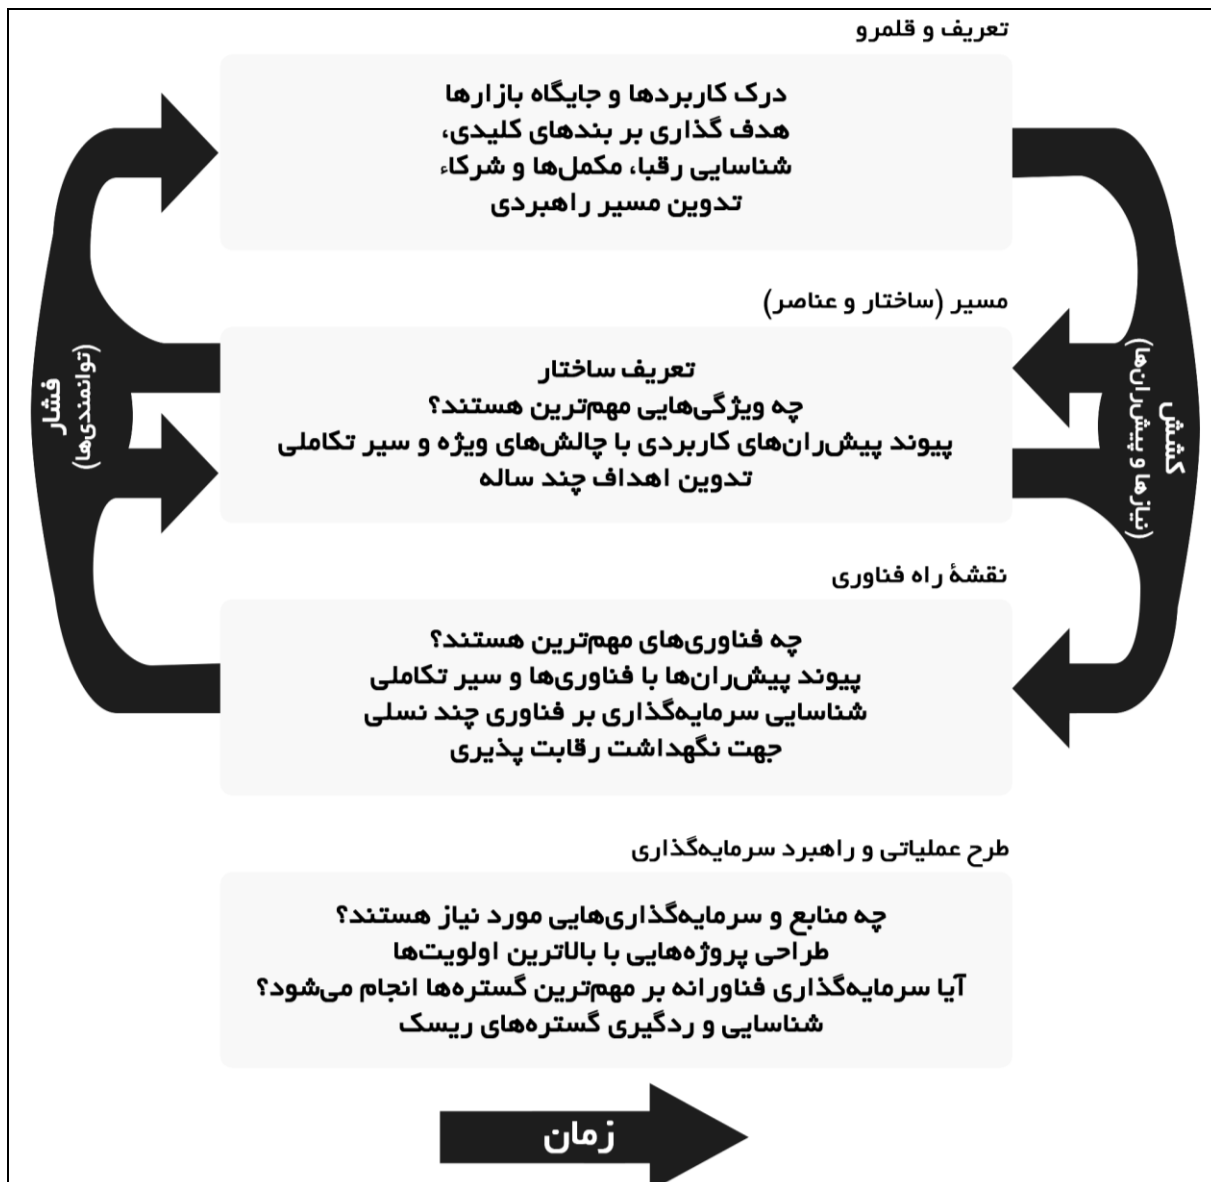 تعریف و قلمرو
درک کاربردها و جایگاه بازارها
هدف گذاری بر بندهای کلیدی،
شناسایی رقبا، مکمل‌ها و شرکاء
تدوین مسیر راهبردی
مسیر (ساختار و عناصر)
تعریف ساختار
چه ویژگی‌هایی مهم‌ترین هستند؟
پیوند پیش‌ران‌های کاربردی با چالش‌های ویژه و سیر تکاملی
تدوین اهداف چند ساله
نقشهٔ راه فناوری
چه فناوری‌های مهم‌ترین هستند؟
پیوند پیش‌ران‌ها با فناوری‌ها و سیر تکاملی
شناسایی سرمایه‌گذاری بر فناوری چند نسلی
جهت نگهداشت رقابت پذیری
طرح عملیاتی و راهبرد سرمایه‌گذاری
چه منابع و سرمایه‌گذاری‌هایی مورد نیاز هستند؟
طراحی پروژه‌هایی با بالاترین اولویت‌ها
آیا سرمایه‌گذاری فناورانه بر مهم‌ترین گستره‌ها انجام می‌شود؟
شناسایی و ردگیری گستره‌های ریسک
کشش
(نیازها و پیش‌ران‌ها)
فشار
(توانمندی‌ها)
زمان